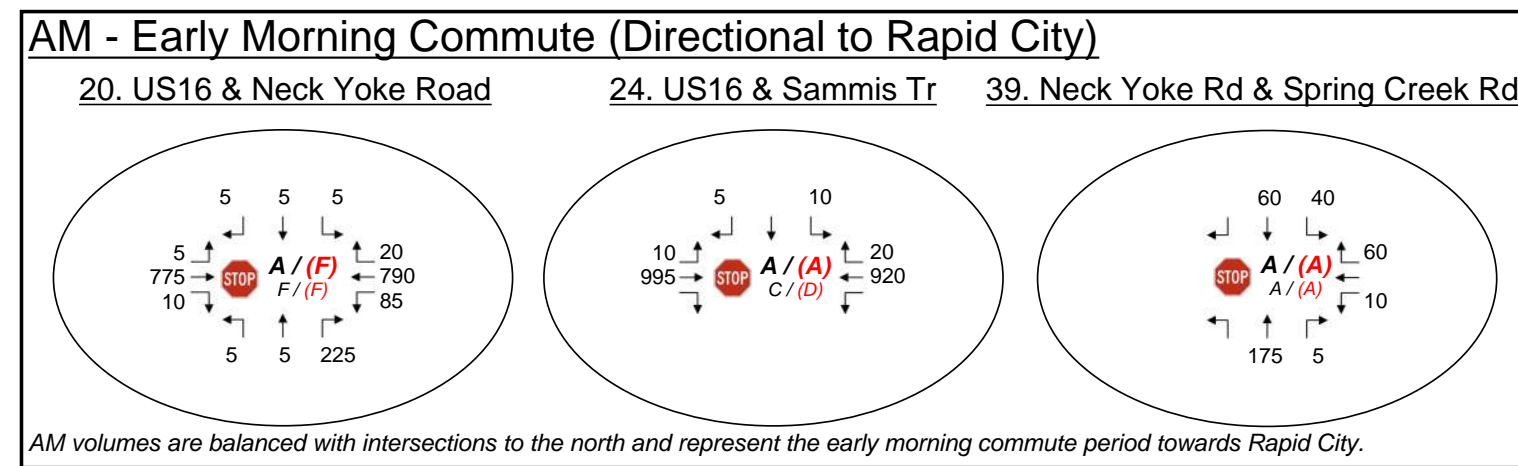 AM - Early Morning Commute (Directional to Rapid City)
20. US16 & Neck Yoke Road
24. US16 & Sammis Tr
39. Neck Yoke Rd & Spring Creek Rd
5 5 5
5 20
775 STOP A / (F) 790
F / (F)
10 85
5 5 225
5 10
10 20
995 STOP A / (A) 920
C / (D)
60 40
60
STOP A / (A)
A / (A)
10
175 5
AM volumes are balanced with intersections to the north and represent the early morning commute period towards Rapid City.